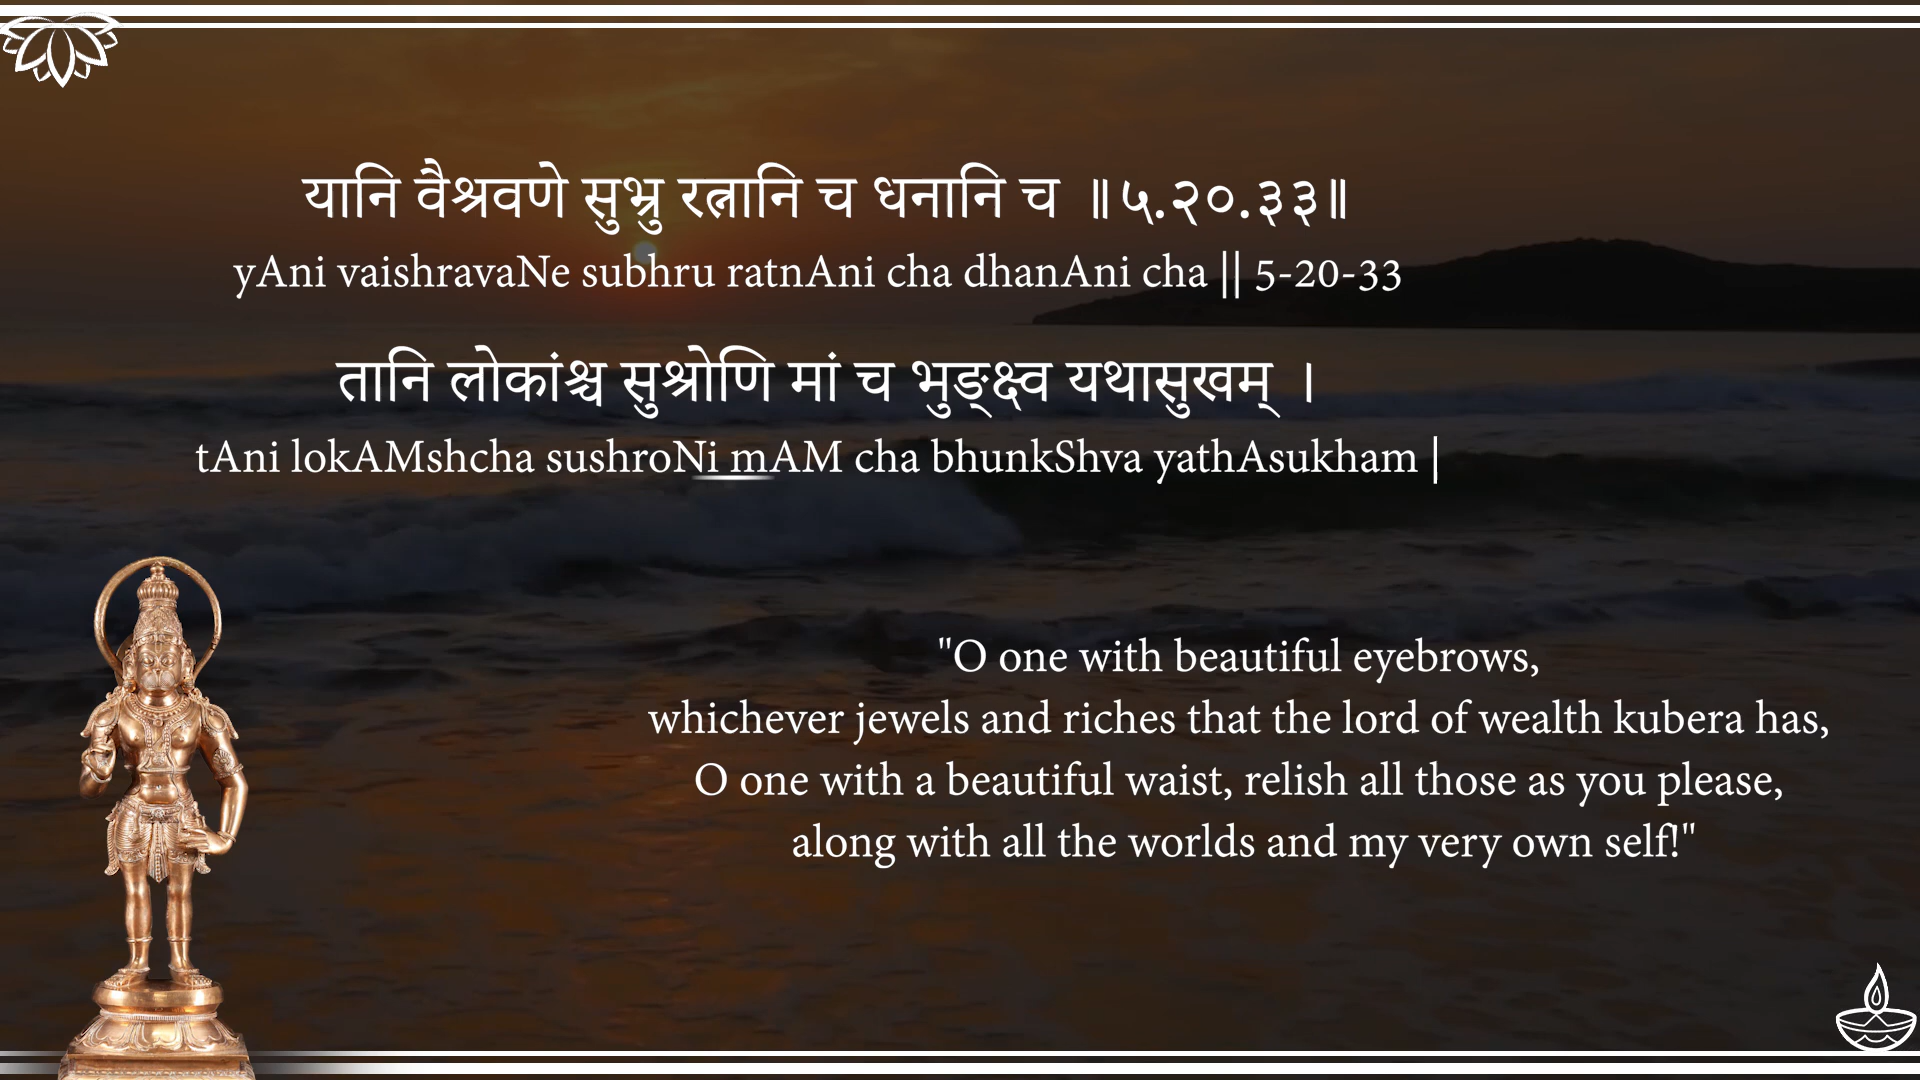 यानि वैश्रवणे सुभ्रु रत्नानि च धनानि च ॥५.२०.३३॥
yAni vaishravaNe subhru ratnAni cha dhanAni cha || 5-20-33
तानि लोकांश्च सुश्रोणि मां च भुङ्क्ष्व यथासुखम् ।
tAni lokAMshcha sushroNi mAM cha bhunkShva yathAsukham |
"O one with beautiful eyebrows,
whichever jewels and riches that the lord of wealth kubera has,
O one with a beautiful waist, relish all those as you please,
along with all the worlds and my very own self!"